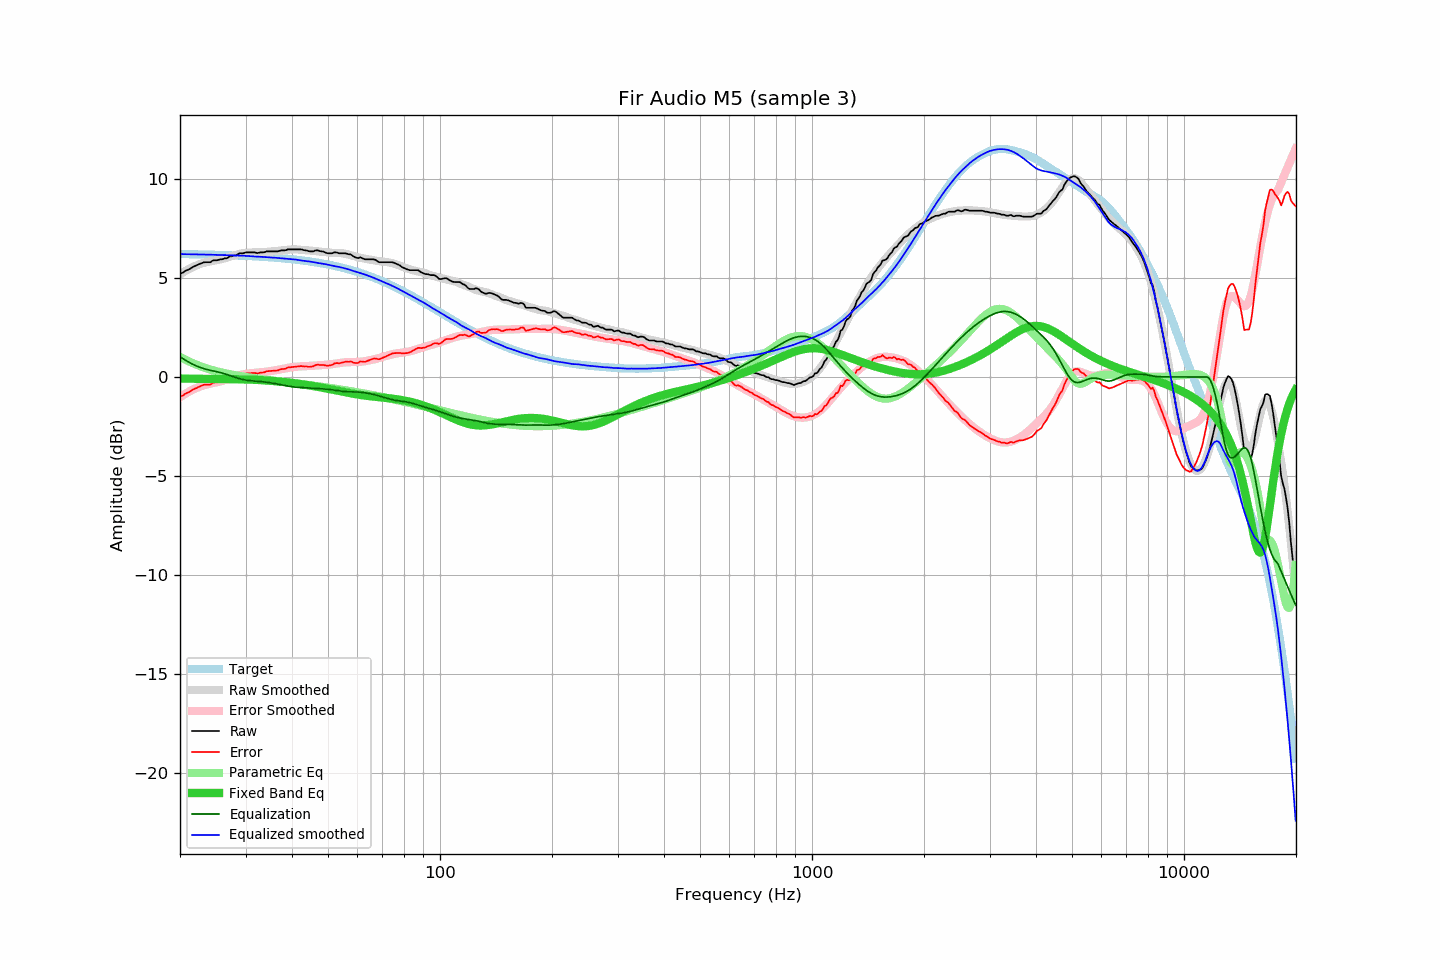 Fir Audio M5 (sample 3)
10
5
0
−5
−10
−15
−20
Amplitude (dBr)
Target
Raw Smoothed
Error Smoothed
Raw
Error
Parametric Eq
Fixed Band Eq
Equalization
Equalized smoothed
100
1000
10000
Frequency (Hz)